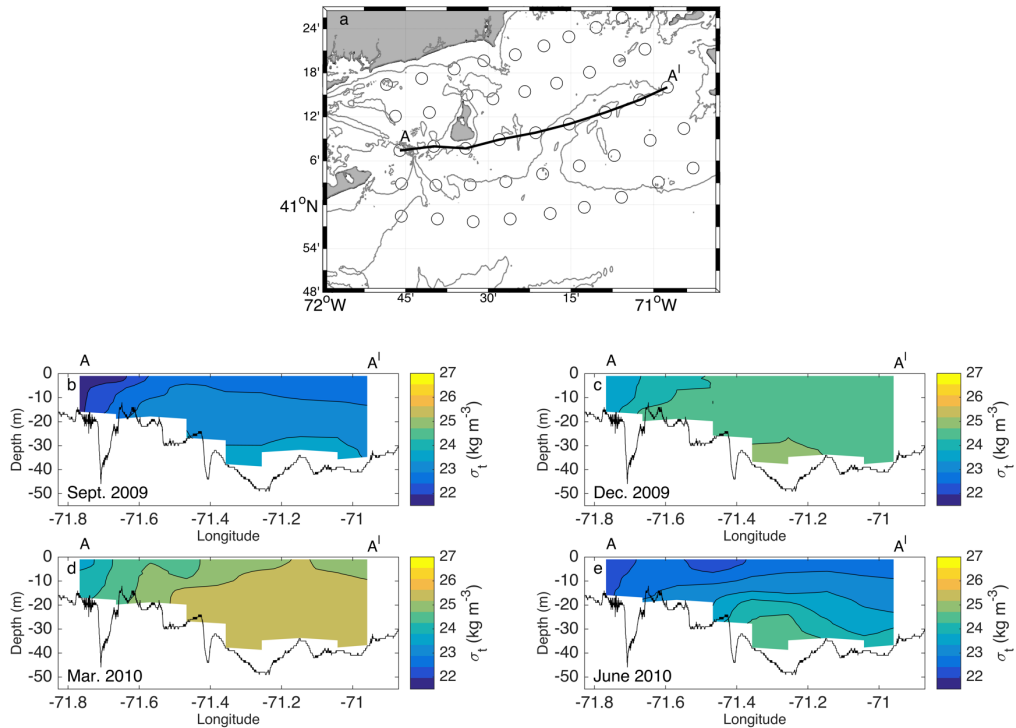 a
24'
18'
12'
6'
41°N
54'
48'
72°W
45'
30'
15'
71°W
A
A|
A
A|
b
0
-10
-20
-30
-40
-50
Depth (m)
Sept. 2009
-71.8
-71.6
-71.4
-71.2
-71
Longitude
27
26
25
24
23
22
σt (kg m-3)
A
A|
c
0
-10
-20
-30
-40
-50
Depth (m)
Dec. 2009
-71.8
-71.6
-71.4
-71.2
-71
Longitude
27
26
25
24
23
22
σt (kg m-3)
A
A|
d
0
-10
-20
-30
-40
-50
Depth (m)
Mar. 2010
-71.8
-71.6
-71.4
-71.2
-71
Longitude
27
26
25
24
23
22
σt (kg m-3)
A
A|
e
0
-10
-20
-30
-40
-50
Depth (m)
June 2010
-71.8
-71.6
-71.4
-71.2
-71
Longitude
27
26
25
24
23
22
σt (kg m-3)